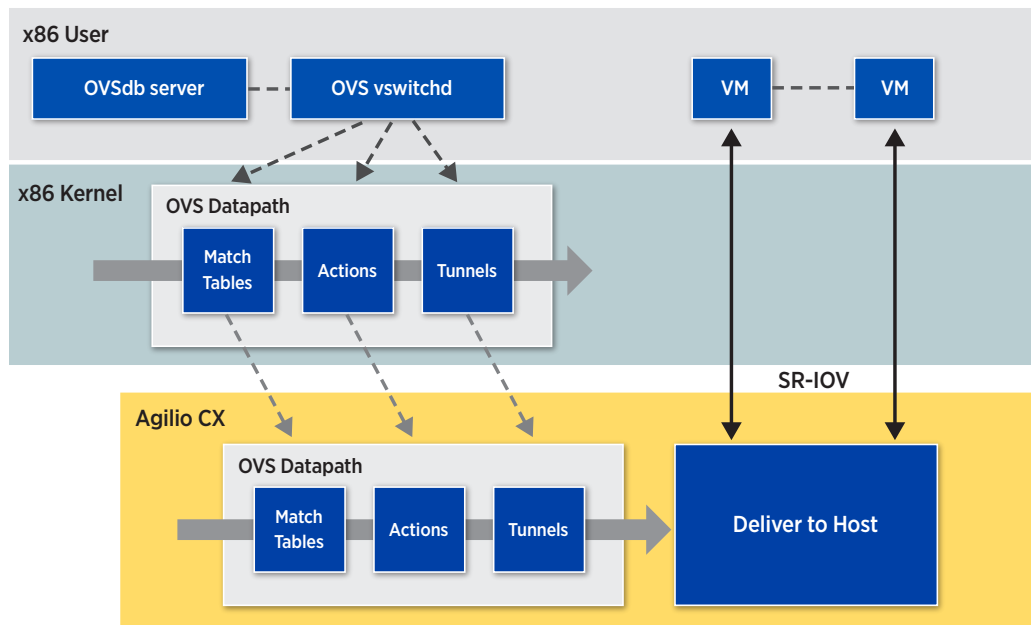 x86 User
OVSdb server
OVS vswitchd
VM
VM
x86 Kernel
OVS Datapath
Match
Tables
Actions
Tunnels
SR-IOV
Agilio CX
OVS Datapath
Match
Tables
Actions
Tunnels
Deliver to Host